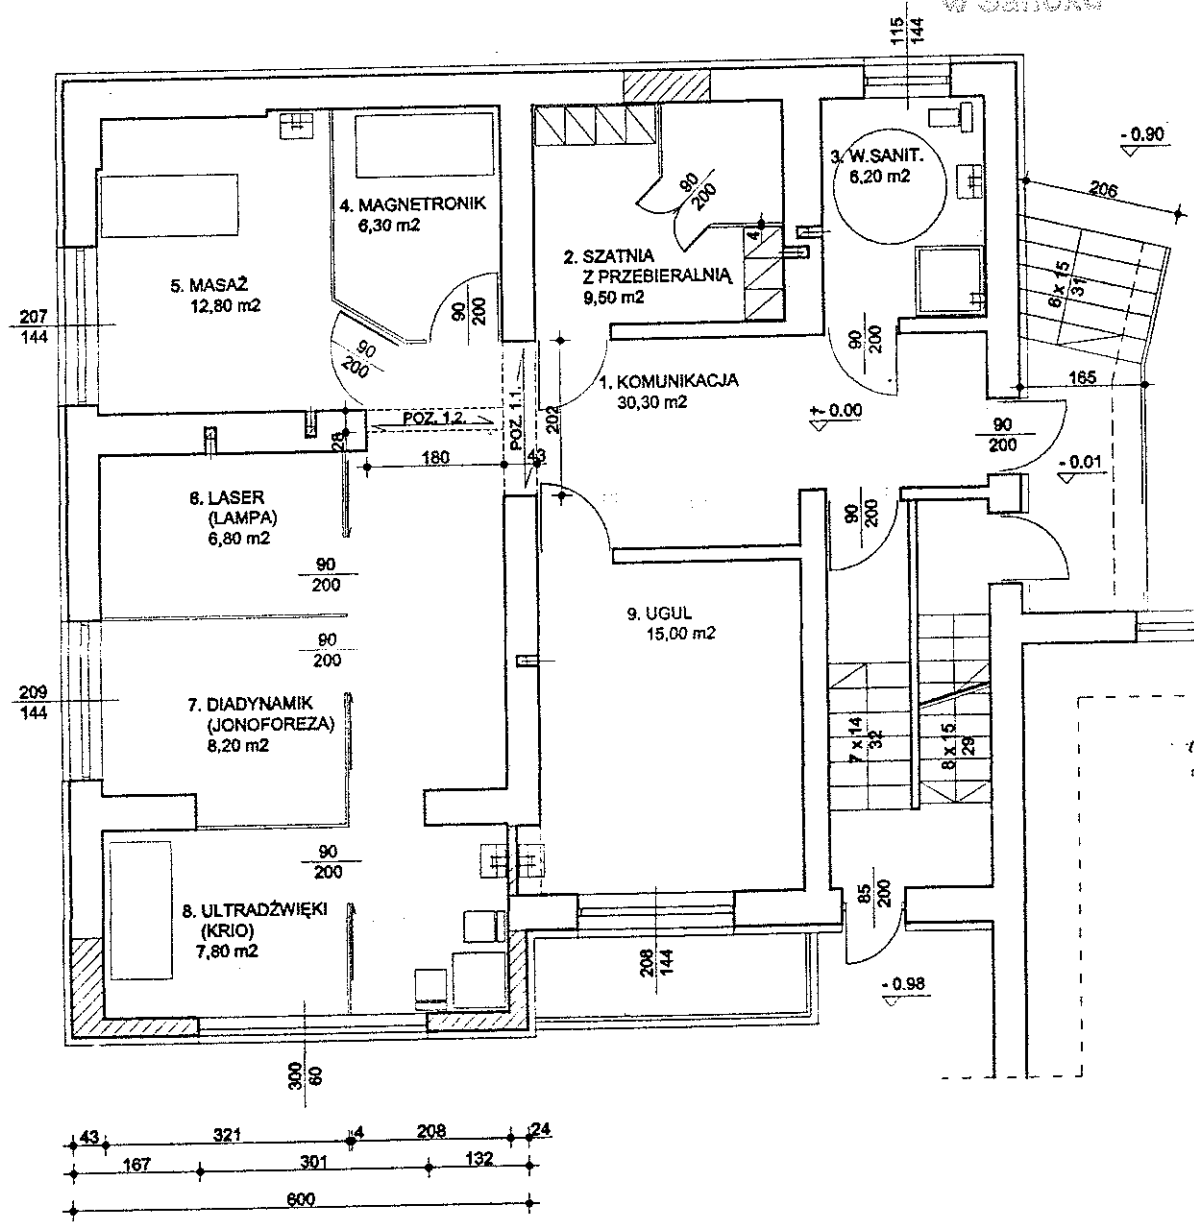 w Sanoku
115
144
- 0.90
206
3. W.SANIT.
6,20 m2
90
200
4. MAGNETRONIK
6,30 m2
4
2. SZATNIA
Z PRZEBIERALNIĄ
9,50 m2
5. MASAŻ
12,80 m2
6 x 15
31
207
144
90
200
90
200
90
200
1. KOMUNIKACJA
30,30 m2
165
+ 0.00
POZ. 1.2.
POZ. 1.1.
202
28
90
200
180
43
- 0.01
6. LASER
(LAMPA)
6,80 m2
90
200
90
200
9. UGUL
15,00 m2
90
200
209
144
7. DIADYNAMIK
(JONOFOREZA)
8,20 m2
7 x 14
32
8 x 15
29
90
200
85
200
8. ULTRADŹWIĘKI
(KRIO)
7,80 m2
208
144
- 0.98
300
60
43 321 4 208 24
167 301 132
600